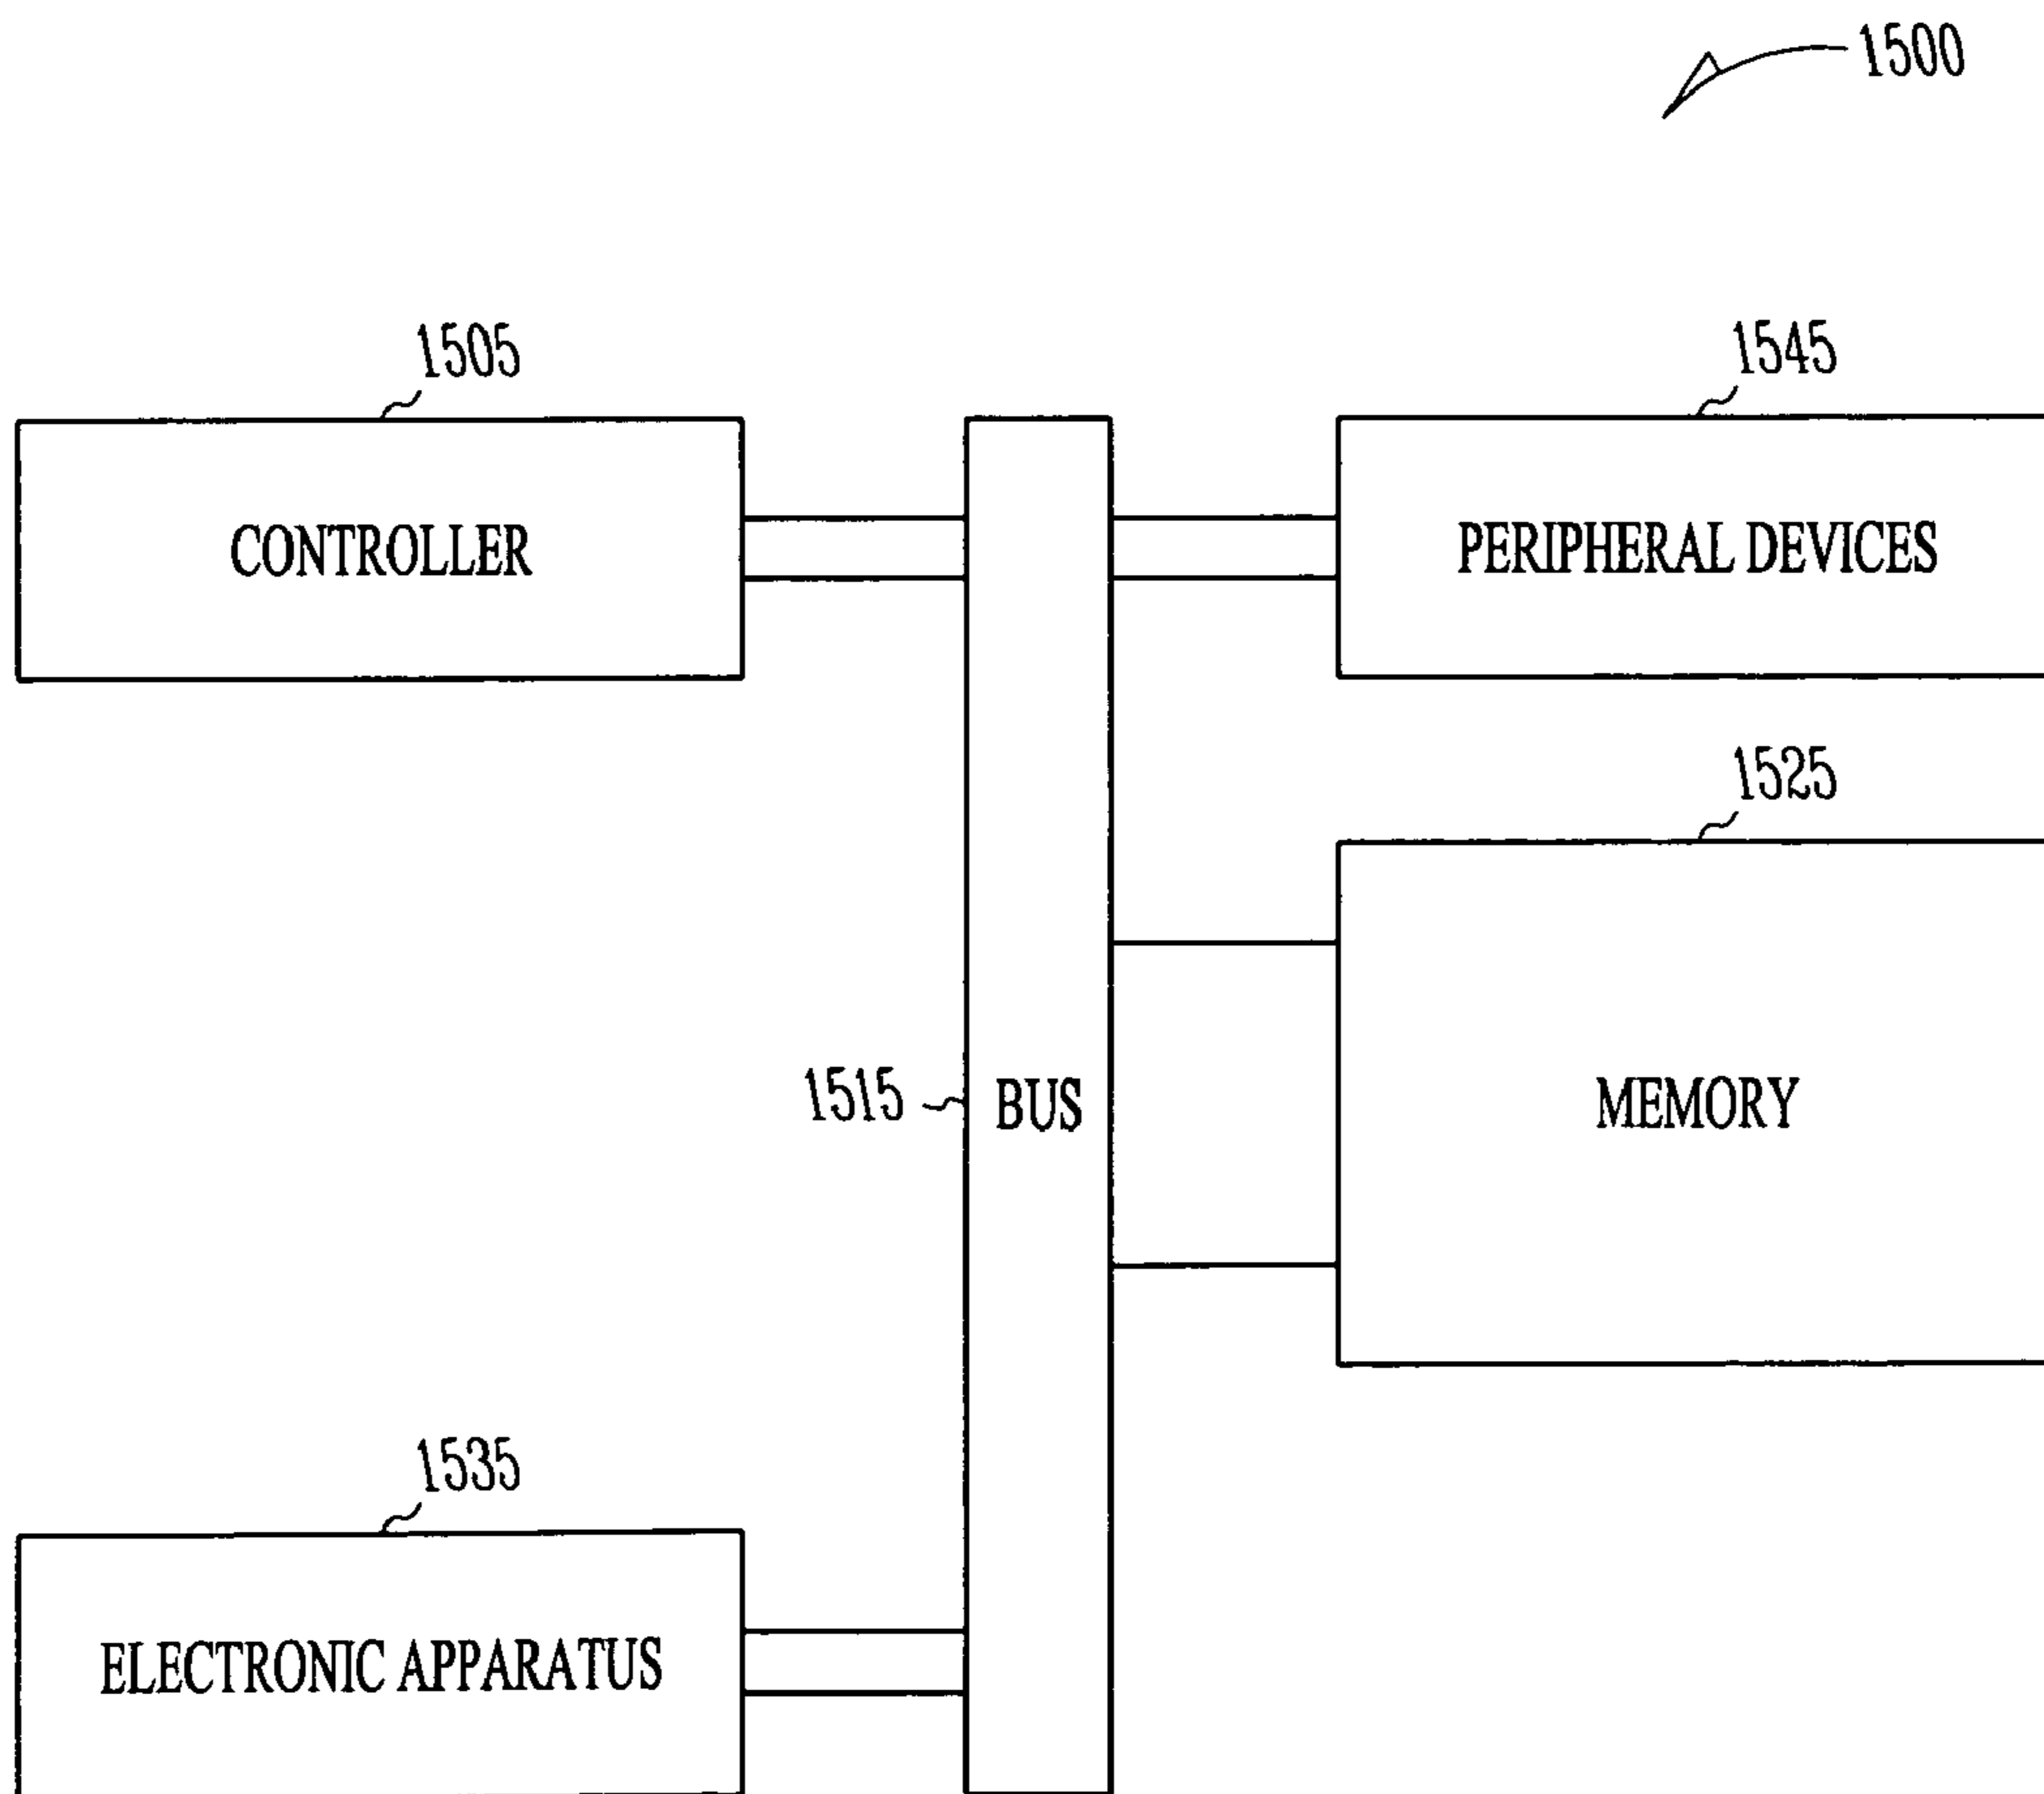 1500
1505
1545
CONTROLLER
PERIPHERAL DEVICES
1525
1515
BUS
MEMORY
1535
ELECTRONIC APPARATUS